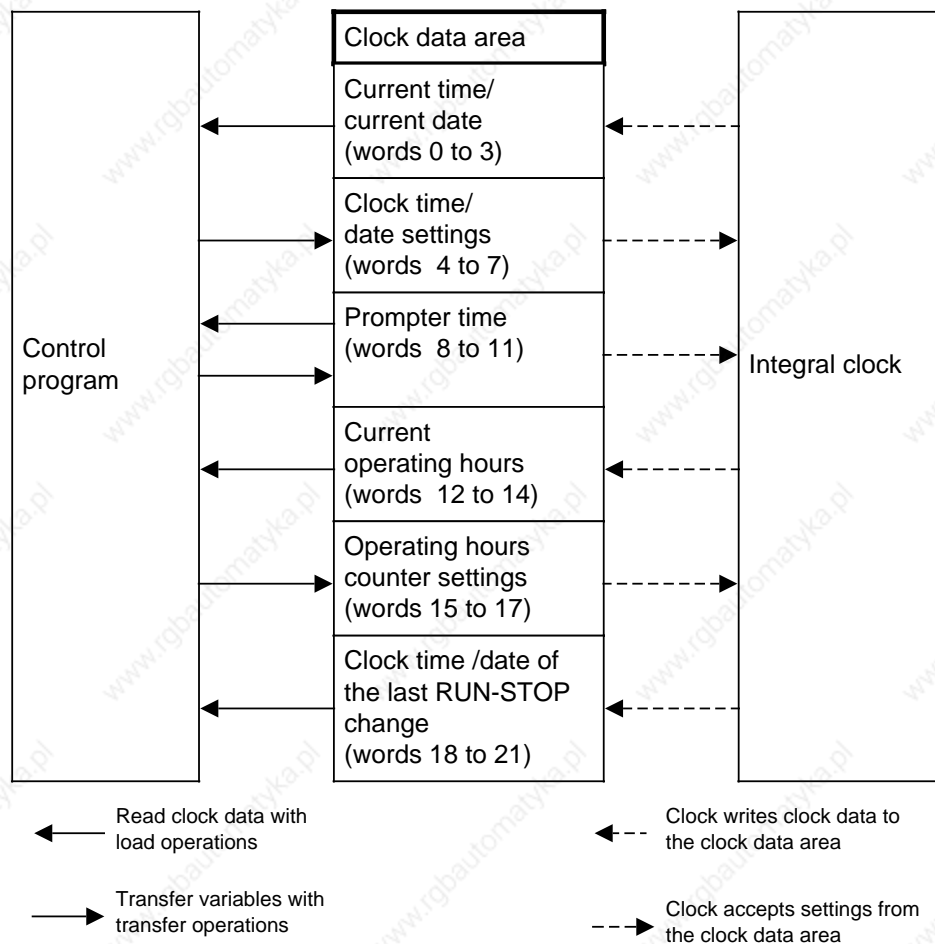 Clock data area
Current time/
current date
(words 0 to 3)
Clock time/
date settings
(words 4 to 7)
Prompter time
(words 8 to 11)
Control
program
Integral clock
Current
operating hours
(words 12 to 14)
Operating hours
counter settings
(words 15 to 17)
Clock time /date of
the last RUN-STOP
change
(words 18 to 21)
Read clock data with
load operations
Clock writes clock data to
the clock data area
Transfer variables with
transfer operations
Clock accepts settings from
the clock data area
www.rgbautomatyka.pl